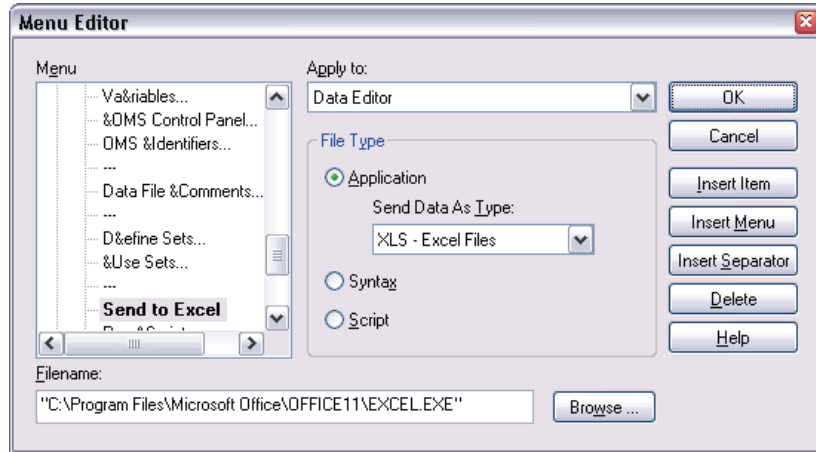 Menu Editor
Menu
Va&riables...
&OMS Control Panel...
OMS &Identifiers...
---
Data File &Comments...
---
D&efine Sets...
&Use Sets...
---
Send to Excel
Apply to:
Data Editor
File Type
Application
Send Data As Type:
XLS - Excel Files
Syntax
Script
OK
Cancel
Insert Item
Insert Menu
Insert Separator
Delete
Help
Filename:
"C:\Program Files\Microsoft Office\OFFICE11\EXCEL.EXE"
Browse ...